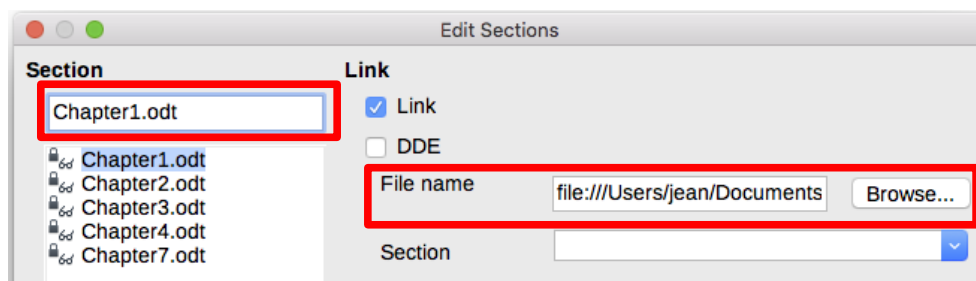 Edit Sections
Section
Chapter1.odt
Chapter1.odt
Chapter2.odt
Chapter3.odt
Chapter4.odt
Chapter7.odt
Link
Link
DDE
File name file:///Users/jean/Documents Browse...
Section